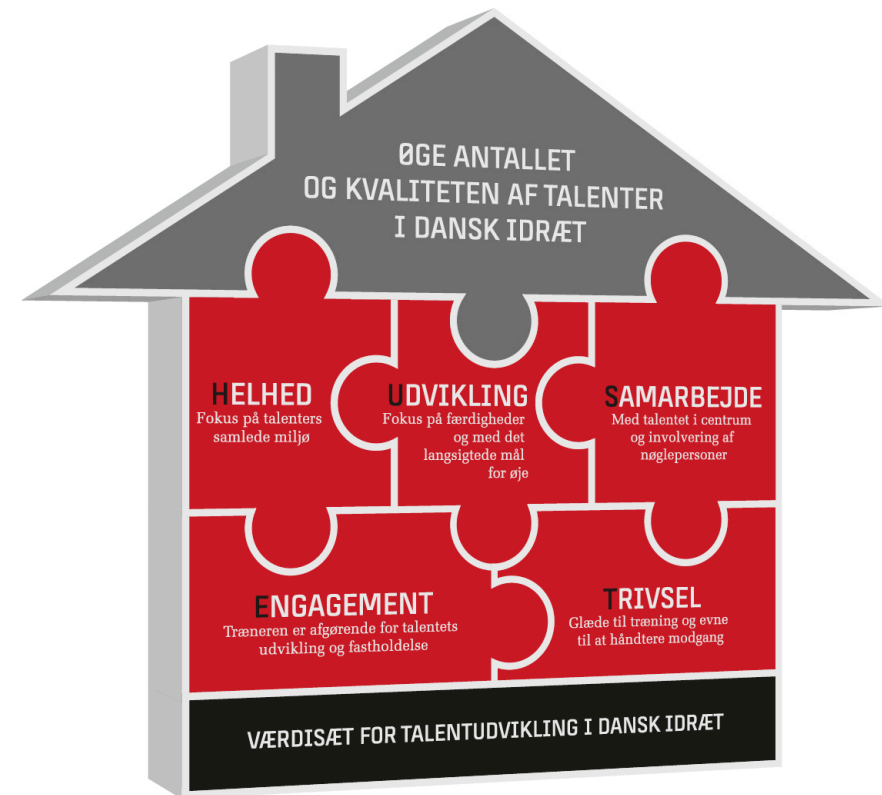 ØGE ANTALLET
OG KVALITETEN AF TALENTER
I DANSK IDRÆT
HELHED
Fokus på talenters
samlede miljø
UDVIKLING
Fokus på færdigheder
og med det
langsigtede mål
for øje
SAMARBEJDE
Med talentet i centrum
og involvering af
nøglepersoner
ENGAGEMENT
Træneren er afgørende for talentets
udvikling og fastholdelse
TRIVSEL
Glæde til træning og evne
til at håndtere modgang
VÆRDISÆT FOR TALENTUDVIKLING I DANSK IDRÆT